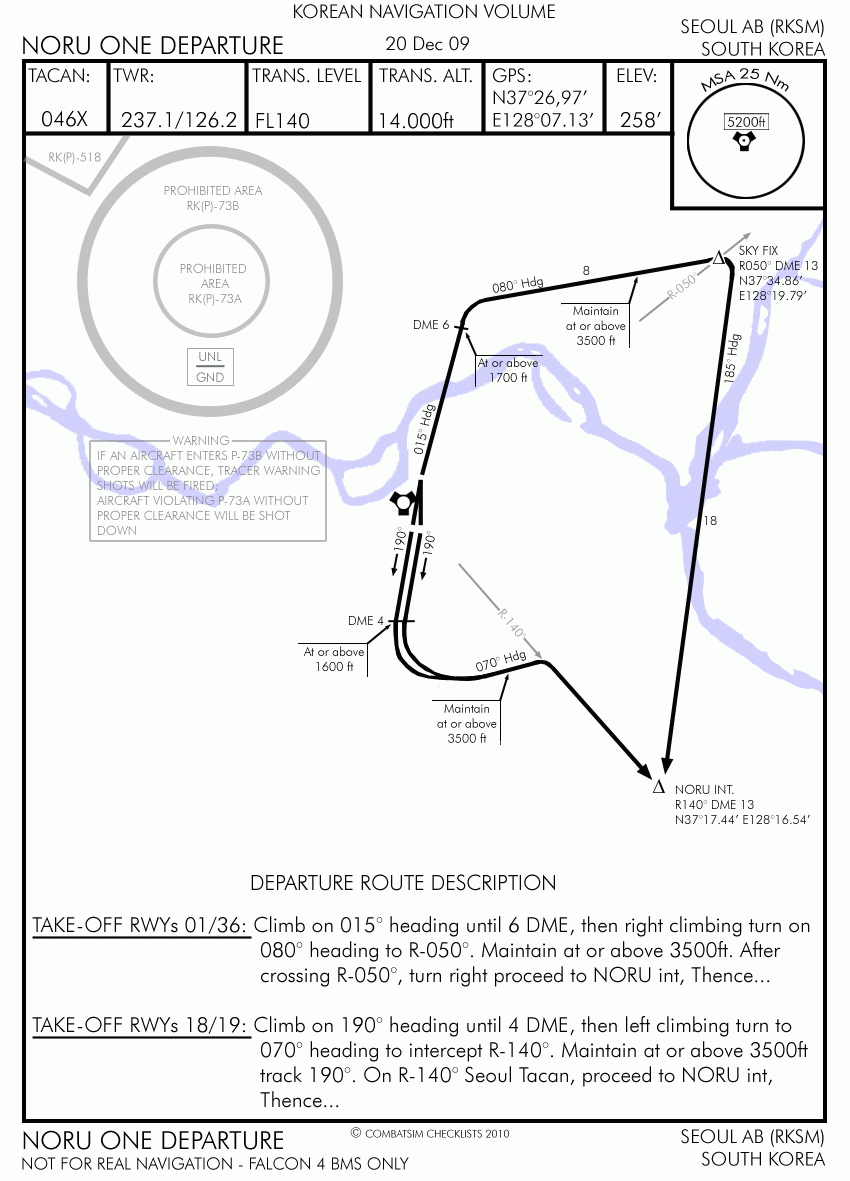 KOREAN NAVIGATION VOLUME
NORU ONE DEPARTURE
20 Dec 09
SEOUL AB (RKSM)
SOUTH KOREA
TACAN:
046X
TWR:
237.1/126.2
TRANS. LEVEL
FL140
TRANS. ALT.
14.000ft
GPS:
N37°26,97'
E128°07.13'
ELEV:
258'
MSA 25 Nm
5200ft
RK(P)-518
PROHIBITED AREA
RK(P)-73B
PROHIBITED
AREA
RK(P)-73A
UNL
GND
SKY FIX
R050° DME 13
N37°34.86'
E128°19.79'
R-050°
8
080° Hdg
Maintain
at or above
3500 ft
DME 6
At or above
1700 ft
185° Hdg
015° Hdg
WARNING
IF AN AIRCRAFT ENTERS P-73B WITHOUT
PROPER CLEARANCE, TRACER WARNING
SHOTS WILL BE FIRED;
AIRCRAFT VIOLATING P-73A WITHOUT
PROPER CLEARANCE WILL BE SHOT
DOWN
18
190°
190°
R-140°
DME 4
At or above
1600 ft
070° Hdg
Maintain
at or above
3500 ft
NORU INT.
R140° DME 13
N37°17.44' E128°16.54'
DEPARTURE ROUTE DESCRIPTION
TAKE-OFF RWYs 01/36: Climb on 015° heading until 6 DME, then right climbing turn on
080° heading to R-050°. Maintain at or above 3500ft. After
crossing R-050°, turn right proceed to NORU int, Thence...
TAKE-OFF RWYs 18/19: Climb on 190° heading until 4 DME, then left climbing turn to
070° heading to intercept R-140°. Maintain at or above 3500ft
track 190°. On R-140° Seoul Tacan, proceed to NORU int,
Thence...
NORU ONE DEPARTURE
© COMBATSIM CHECKLISTS 2010
SEOUL AB (RKSM)
NOT FOR REAL NAVIGATION - FALCON 4 BMS ONLY
SOUTH KOREA